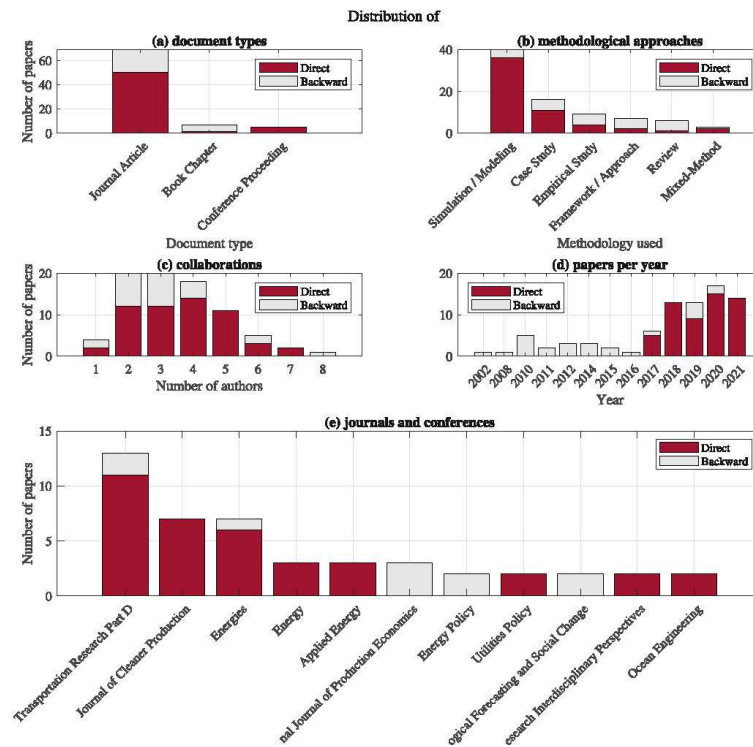 Distribution of
(a) document types
Number of papers
60
40
20
0
Direct
Backward
Journal Article
Book Chapter
Conference Proceeding
Document type
(b) methodological approaches
40
20
0
Direct
Backward
Simulation / Modeling
Case Study
Empirical Study
Framework / Approach
Review
Mixed-Method
Methodology used
(c) collaborations
Number of papers
20
10
0
Direct
Backward
1 2 3 4 5 6 7 8
Number of authors
(d) papers per year
20
10
0
Direct
Backward
2002 2008 2010 2011 2012 2014 2015 2016 2017 2018 2019 2020 2021
Year
(e) journals and conferences
Number of papers
15
10
5
0
Direct
Backward
Transportation Research Part D
Journal of Cleaner Production
Energies
Energy
Applied Energy
nal Journal of Production Economics
Energy Policy
Utilities Policy
ogical Forecasting and Social Change
esearch Interdisciplinary Perspectives
Ocean Engineering